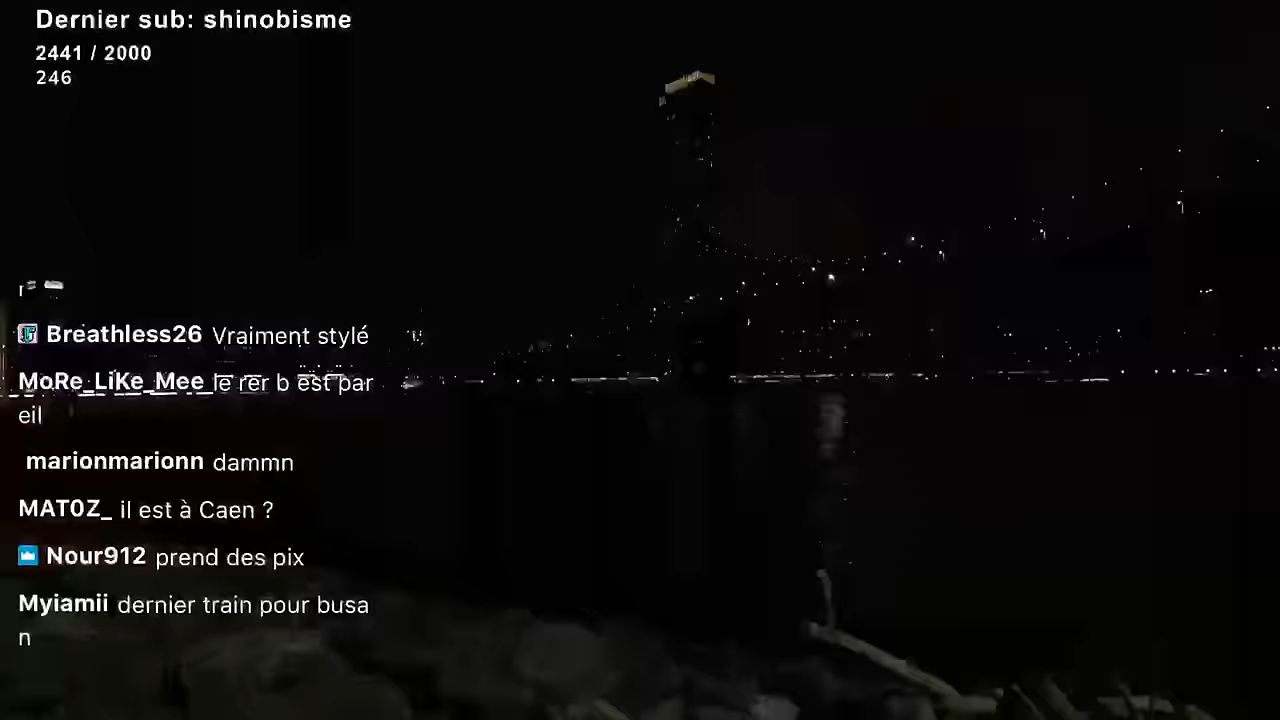 Dernier sub: shinobisme
2441 / 2000
246
Breathless26 Vraiment stylé
MoRe_LiKe_Mee le rer b est par
eil
marionmarionn dammn
MAT0Z_ il est à Caen ?
Nour912 prend des pix
Myiamii dernier train pour busa
n